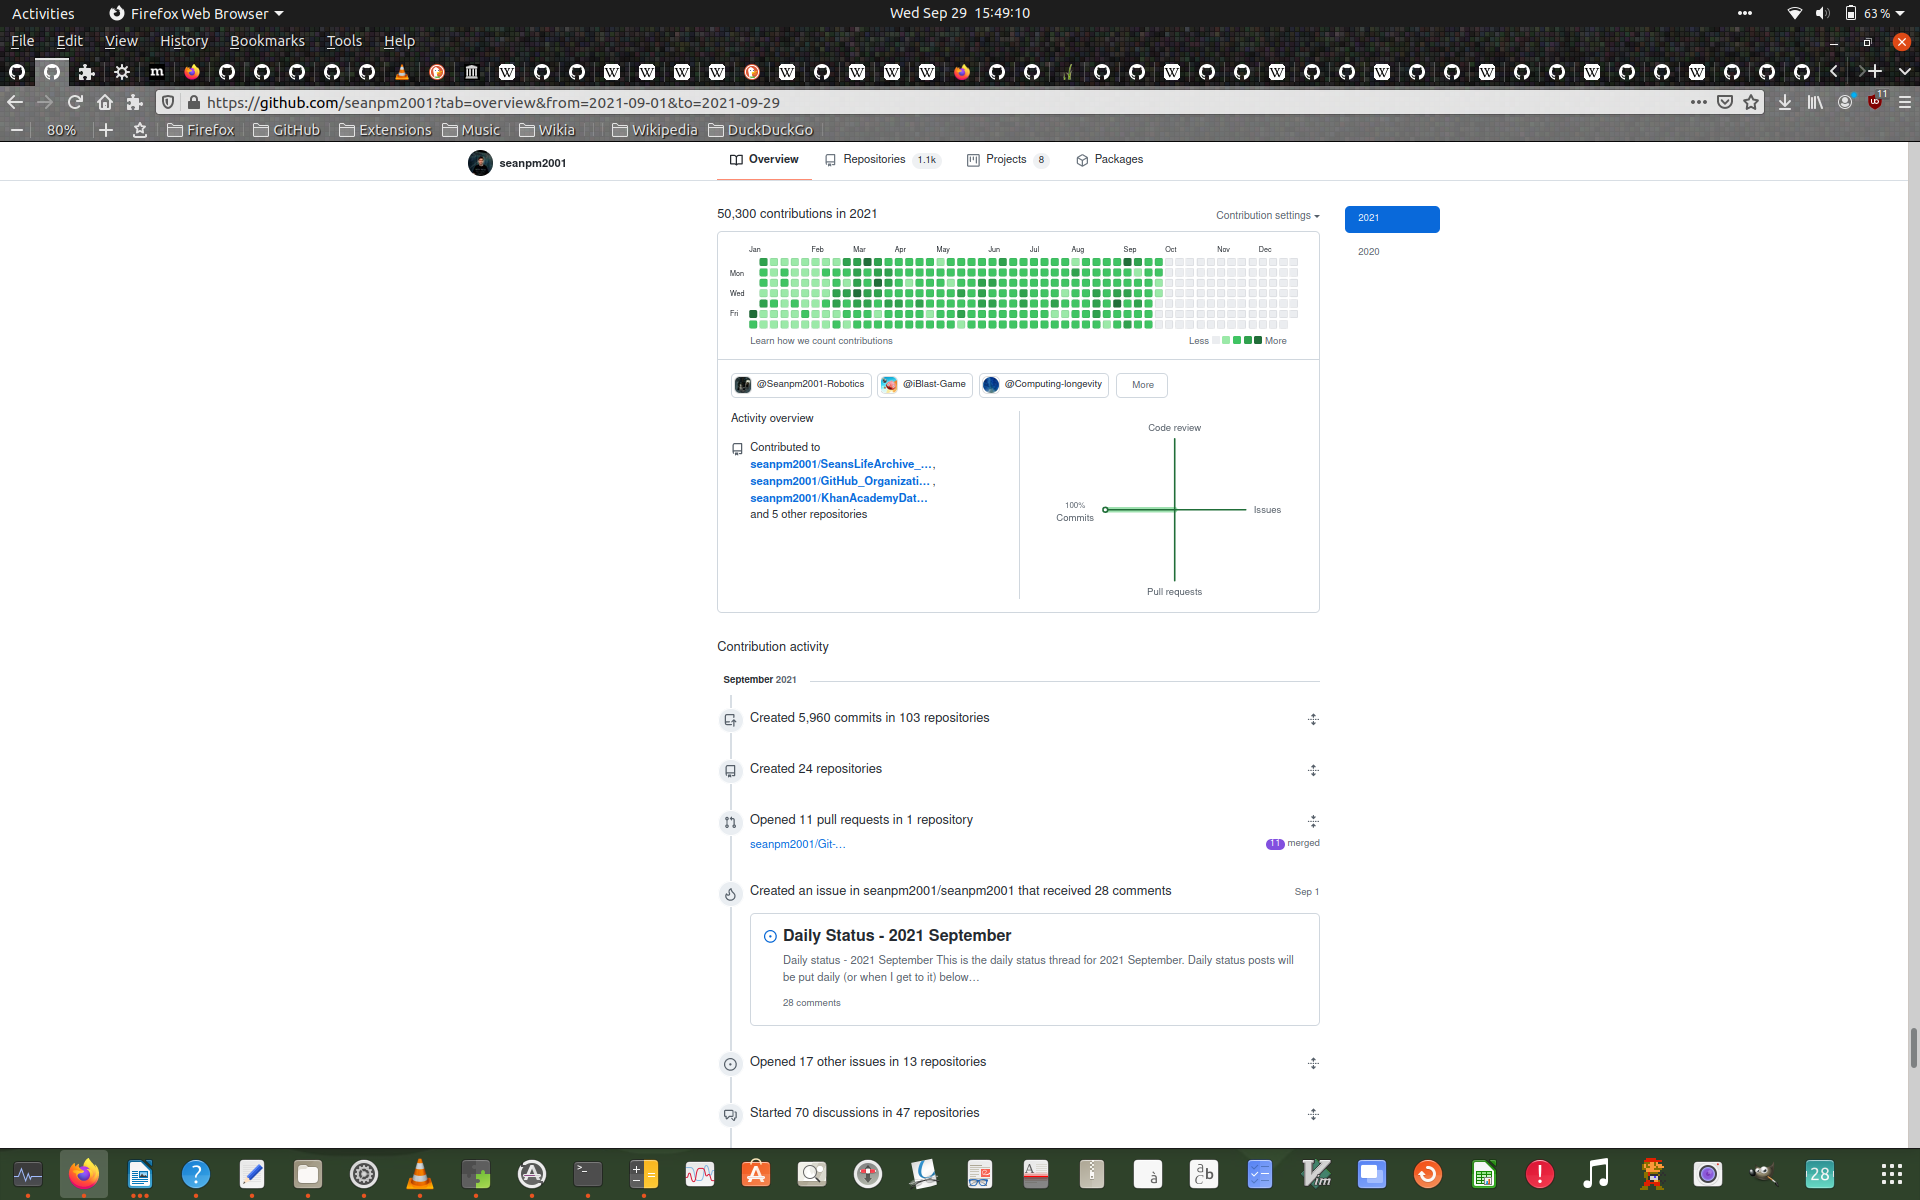 Activities Firefox Web Browser Wed Sep 29 15:49:10 63 %
File Edit View History Bookmarks Tools Help
https://github.com/seanpm2001?tab=overview&from=2021-09-01&to=2021-09-29 11
80% Firefox GitHub Extensions Music Wikia Wikipedia DuckDuckGo
seanpm2001 Overview Repositories 1.1k Projects 8 Packages
50,300 contributions in 2021 Contribution settings 2021
2020
Jan Feb Mar Apr May Jun Jul Aug Sep Oct Nov Dec
Mon
Wed
Fri
Learn how we count contributions Less More
@Seanpm2001-Robotics @iBlast-Game @Computing-longevity More
Activity overview
Code review
Contributed to
seanpm2001/SeansLifeArchive_…,
seanpm2001/GitHub_Organizati… ,
seanpm2001/KhanAcademyDat…
and 5 other repositories
100%
Commits
Issues
Pull requests
Contribution activity
September 2021
Created 5,960 commits in 103 repositories
Created 24 repositories
Opened 11 pull requests in 1 repository
seanpm2001/Git-… 11 merged
Created an issue in seanpm2001/seanpm2001 that received 28 comments Sep 1
Daily Status - 2021 September
Daily status - 2021 September This is the daily status thread for 2021 September. Daily status posts will
be put daily (or when I get to it) below…
28 comments
Opened 17 other issues in 13 repositories
Started 70 discussions in 47 repositories
28